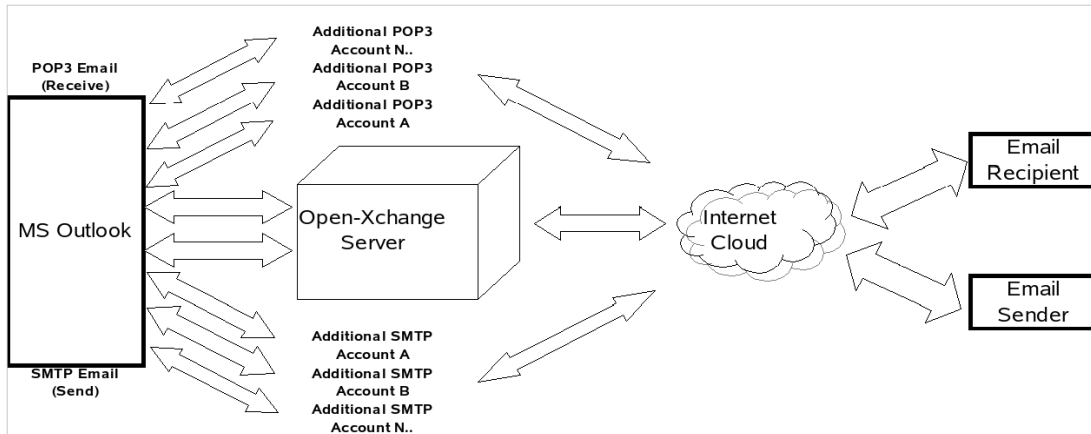 POP3 Email
(Receive)
MS Outlook
SMTP Email
(Send)
Additional POP3
Account N..
Additional POP3
Account B
Additional POP3
Account A
Open-Xchange
Server
Additional SMTP
Account A
Additional SMTP
Account B
Additional SMTP
Account N..
Internet
Cloud
Email
Recipient
Email
Sender